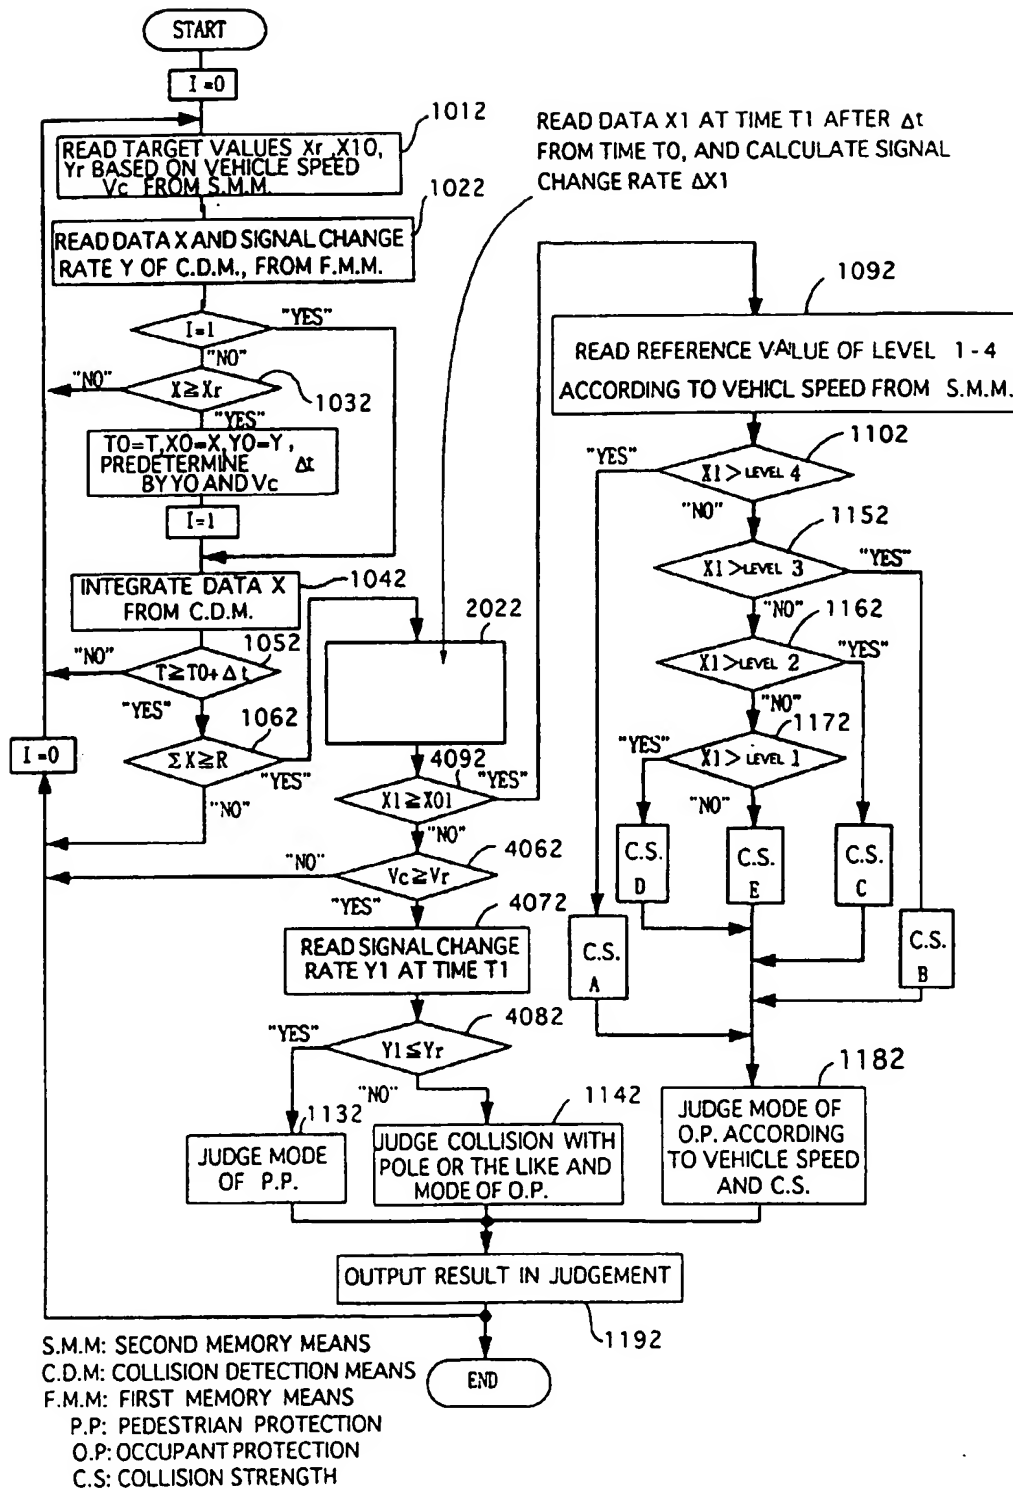 START
I=0
1012
READ TARGET VALUES Xr ,X10,
Yr BASED ON VEHICLE SPEED
Vc FROM S.M.M.
1022
READ DATA X AND SIGNAL CHANGE
RATE Y OF C.D.M., FROM F.M.M.
I=1
"YES"
"NO"
X≧Xr
"NO"
1032
"YES"
T0=T,X0=X,Y0=Y,
PREDETERMINE Δt
BY Y0 AND Vc
I=1
1042
INTEGRATE DATA X
FROM C.D.M.
1052
"NO"
T≧T0+Δt
"YES"
1062
I=0
ΣX≧R
"YES"
"NO"
READ DATA X1 AT TIME T1 AFTER Δt
FROM TIME T0, AND CALCULATE SIGNAL
CHANGE RATE ΔX1
2022
4092
X1≧X01
"YES"
"NO"
4062
"NO"
Vc≧Vr
"YES"
4072
READ SIGNAL CHANGE
RATE Y1 AT TIME T1
4082
"YES"
Y1≦Yr
"NO"
1132
JUDGE MODE
OF P.P.
1142
JUDGE COLLISION WITH
POLE OR THE LIKE AND
MODE OF O.P.
1092
READ REFERENCE VALUE OF LEVEL 1-4
ACCORDING TO VEHICL SPEED FROM S.M.M.
1102
"YES"
X1>LEVEL 4
"NO"
1152
X1>LEVEL 3
"YES"
"NO"
1162
X1>LEVEL 2
"YES"
"NO"
1172
"YES"
X1>LEVEL 1
"NO"
C.S.
D
C.S.
E
C.S.
C
C.S.
A
C.S.
B
1182
JUDGE MODE OF
O.P. ACCORDING
TO VEHICLE SPEED
AND C.S.
OUTPUT RESULT IN JUDGEMENT
1192
END
S.M.M: SECOND MEMORY MEANS
C.D.M: COLLISION DETECTION MEANS
F.M.M: FIRST MEMORY MEANS
P.P: PEDESTRIAN PROTECTION
O.P: OCCUPANT PROTECTION
C.S: COLLISION STRENGTH